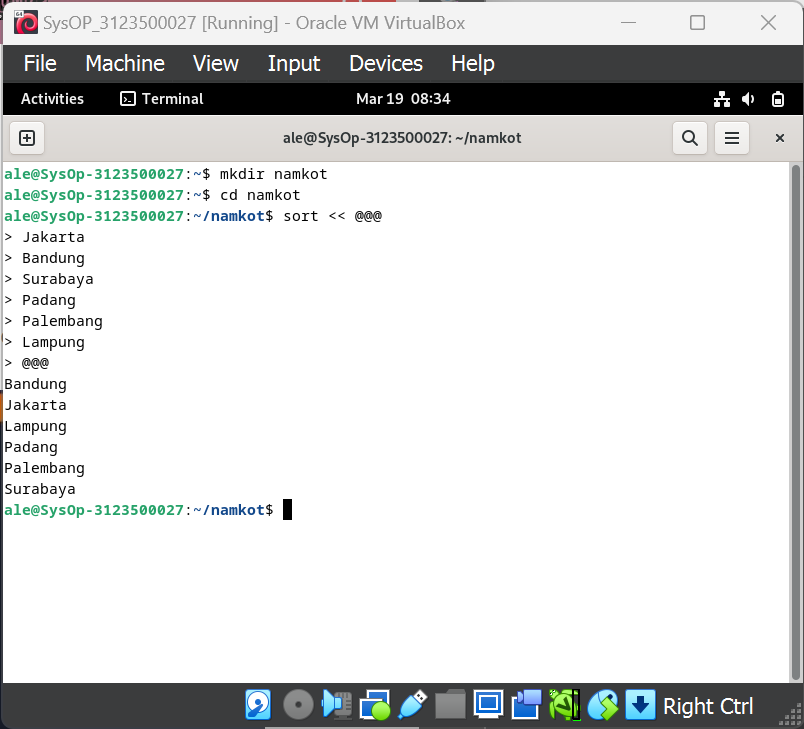 SysOP_3123500027 [Running] - Oracle VM VirtualBox
File Machine View Input Devices Help
Activities Terminal Mar 19 08:34
ale@SysOp-3123500027: ~/namkot
ale@SysOp-3123500027:~$ mkdir namkot
ale@SysOp-3123500027:~$ cd namkot
ale@SysOp-3123500027:~/namkot$ sort << @@@
> Jakarta
> Bandung
> Surabaya
> Padang
> Palembang
> Lampung
> @@@
Bandung
Jakarta
Lampung
Padang
Palembang
Surabaya
ale@SysOp-3123500027:~/namkot$
Right Ctrl